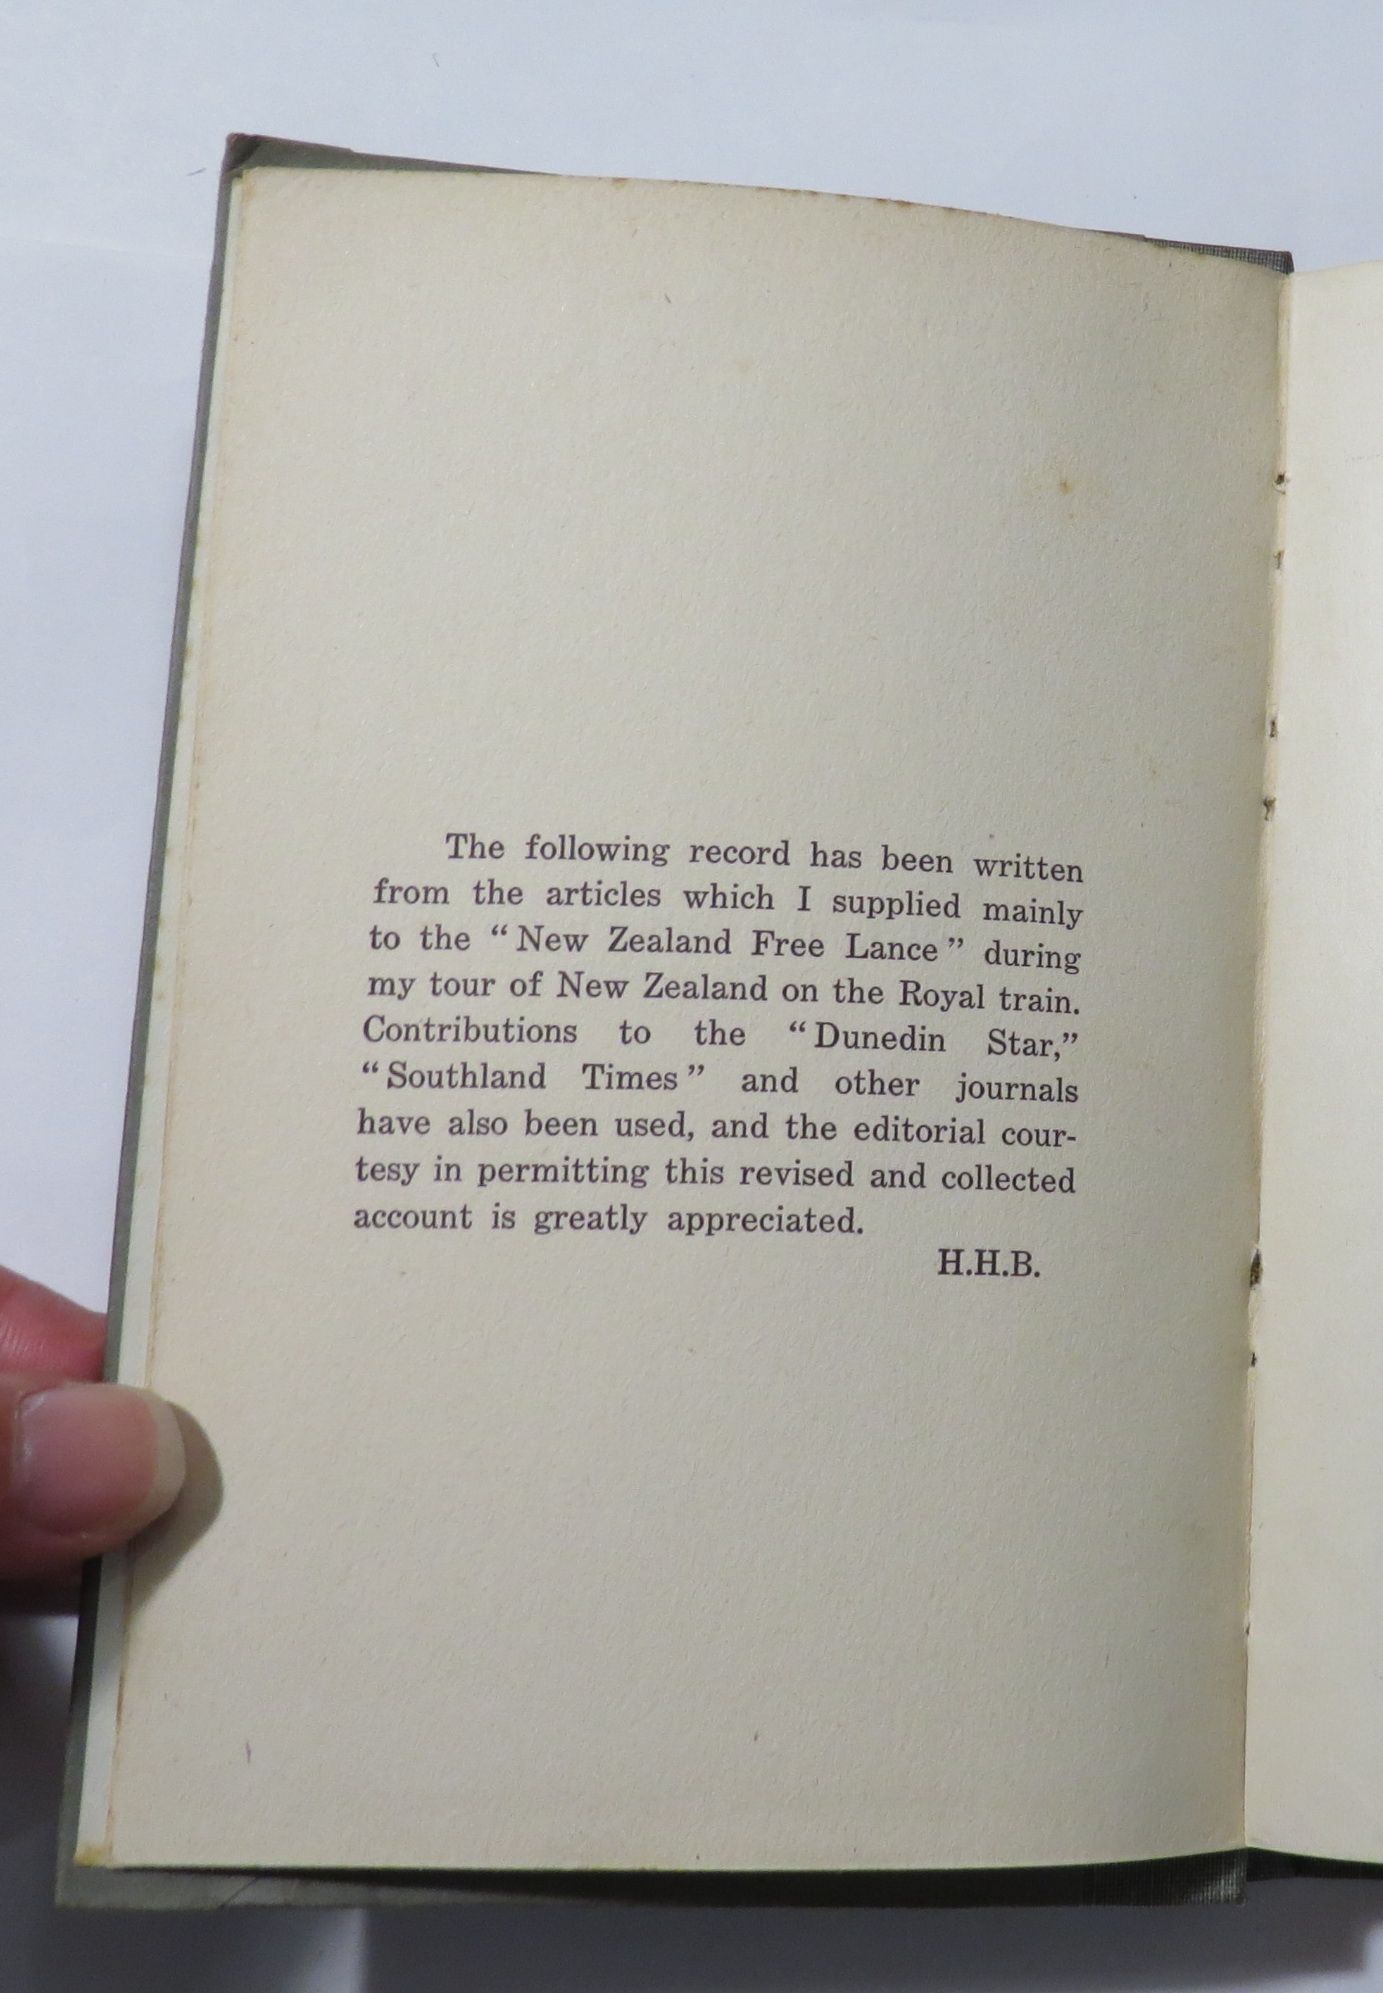 The following record has been written
from the articles which I supplied mainly
to the “New Zealand Free Lance” during
my tour of New Zealand on the Royal train.
Contributions to the “Dunedin Star,”
“Southland Times” and other journals
have also been used, and the editorial cour-
tesy in permitting this revised and collected
account is greatly appreciated.
H.H.B.